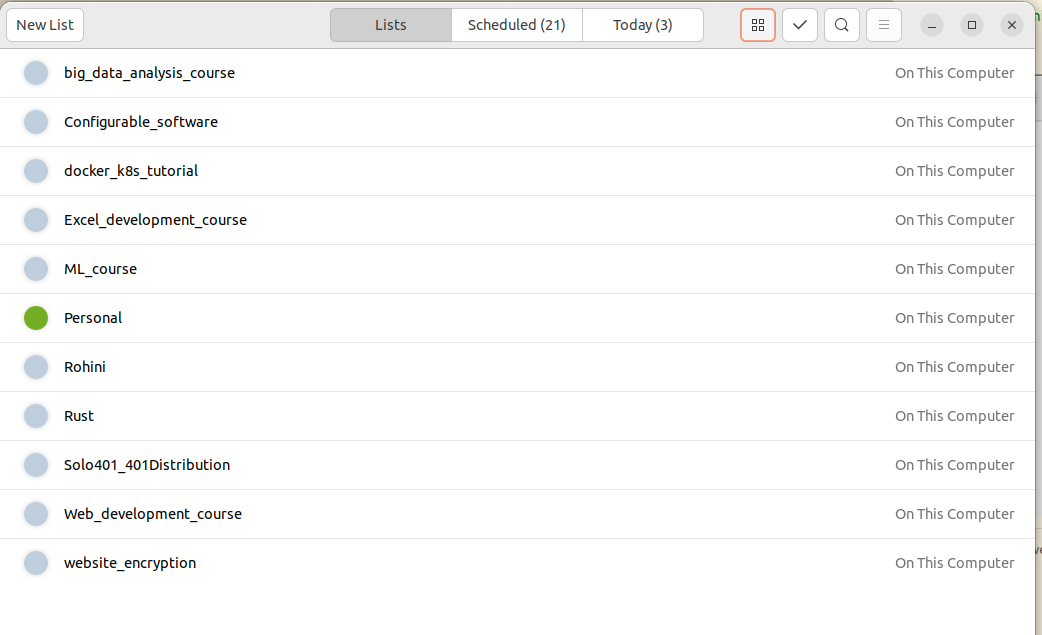 New List Lists Scheduled (21) Today (3)
big_data_analysis_course On This Computer
Configurable_software On This Computer
docker_k8s_tutorial On This Computer
Excel_development_course On This Computer
ML_course On This Computer
Personal On This Computer
Rohini On This Computer
Rust On This Computer
Solo401_401Distribution On This Computer
Web_development_course On This Computer
website_encryption On This Computer